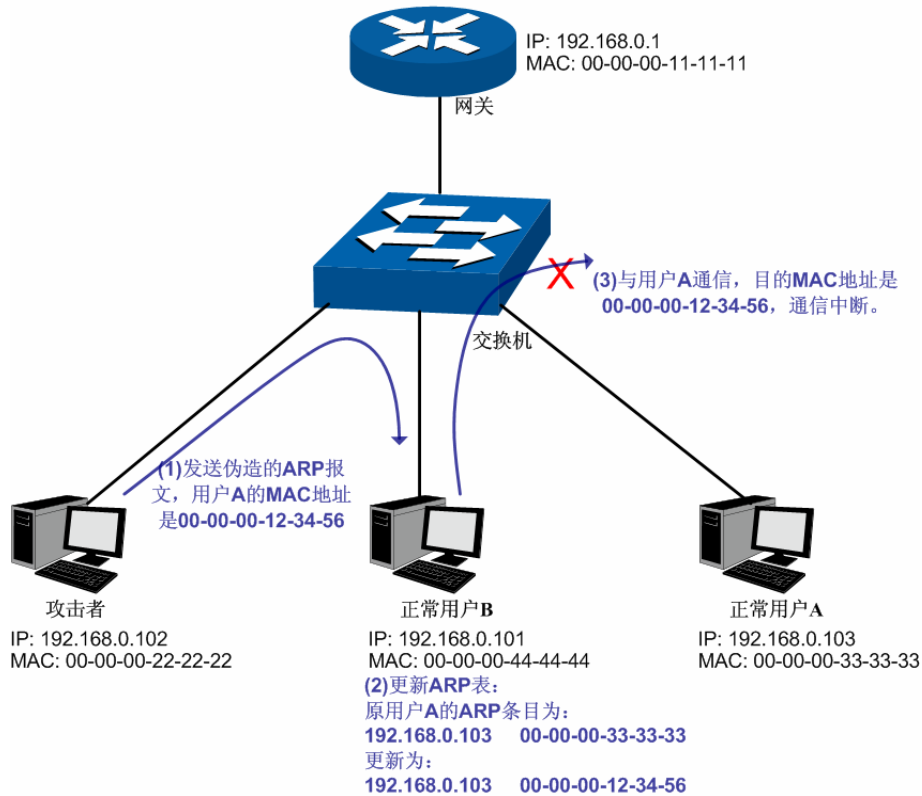 IP: 192.168.0.1
MAC: 00-00-00-11-11-11
网关
(3)与用户A通信，目的MAC地址是
00-00-00-12-34-56，通信中断。
交换机
(1)发送伪造的ARP报
文，用户A的MAC地址
是00-00-00-12-34-56
攻击者
IP: 192.168.0.102
MAC: 00-00-00-22-22-22
正常用户B
IP: 192.168.0.101
MAC: 00-00-00-44-44-44
(2)更新ARP表：
原用户A的ARP条目为：
192.168.0.103 00-00-00-33-33-33
更新为：
192.168.0.103 00-00-00-12-34-56
正常用户A
IP: 192.168.0.103
MAC: 00-00-00-33-33-33